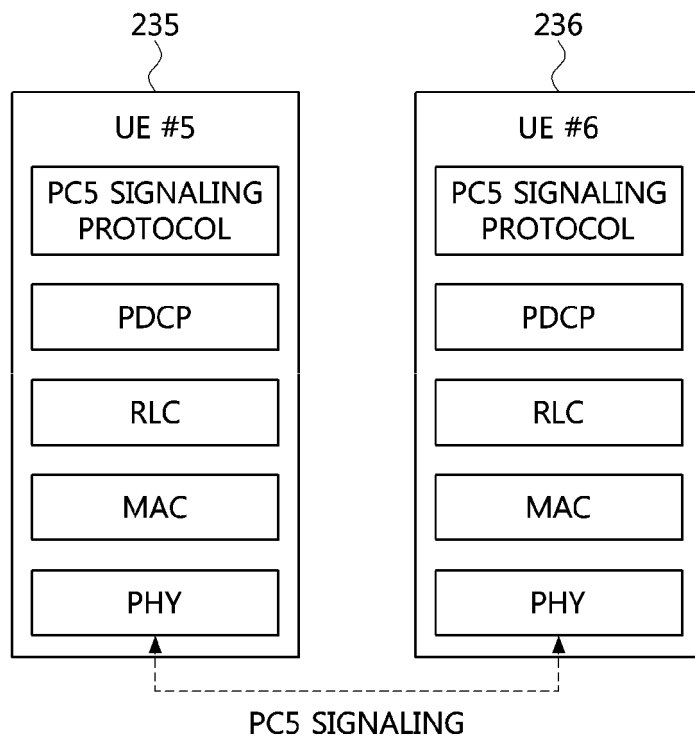 235
236
UE #5
UE #6
PC5 SIGNALING
PROTOCOL
PC5 SIGNALING
PROTOCOL
PDCP
PDCP
RLC
RLC
MAC
MAC
PHY
PHY
PC5 SIGNALING